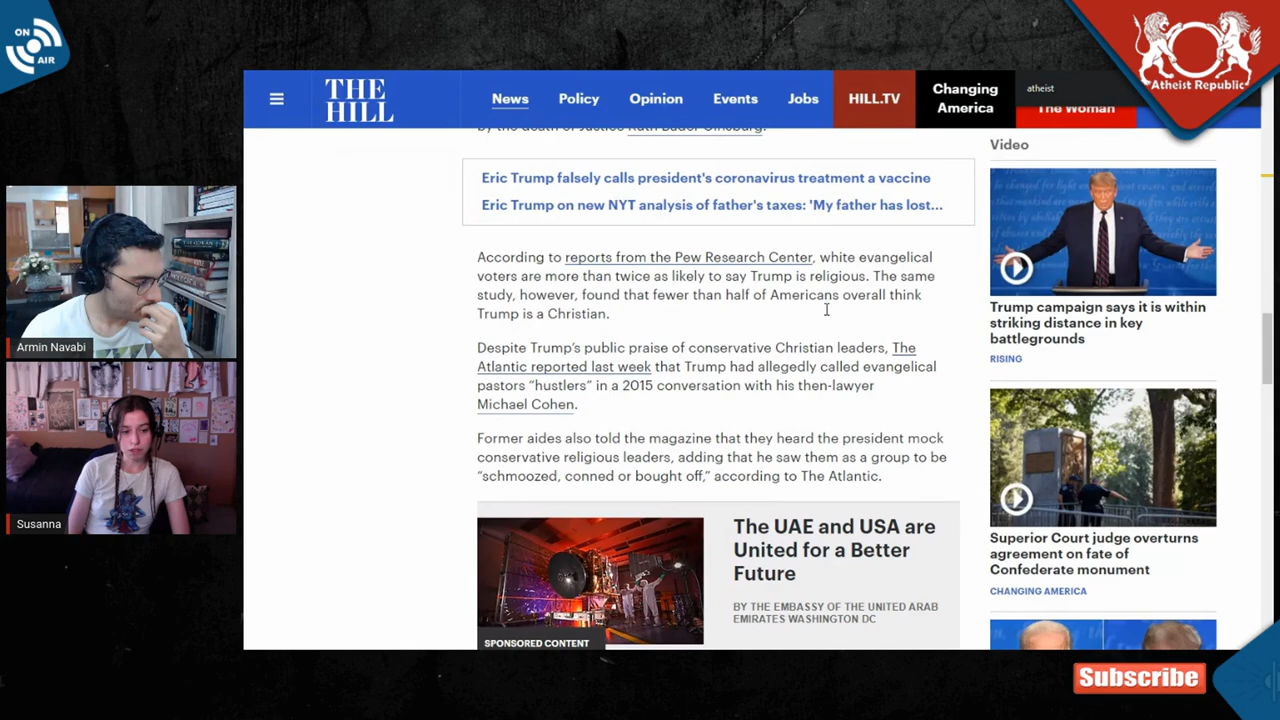 ON
AIR
THE
HILL
News
Policy
Opinion
Events
Jobs
HILL.TV
Changing
America
atheist
The Woman
Atheist Republic
by the death of Justice Ruth Bader Ginsburg.
Eric Trump falsely calls president's coronavirus treatment a vaccine
Eric Trump on new NYT analysis of father's taxes: 'My father has lost...
According to reports from the Pew Research Center, white evangelical
voters are more than twice as likely to say Trump is religious. The same
study, however, found that fewer than half of Americans overall think
Trump is a Christian.
Despite Trump's public praise of conservative Christian leaders, The
Atlantic reported last week that Trump had allegedly called evangelical
pastors “hustlers” in a 2015 conversation with his then-lawyer
Michael Cohen.
Former aides also told the magazine that they heard the president mock
conservative religious leaders, adding that he saw them as a group to be
“schmoozed, conned or bought off,” according to The Atlantic.
SPONSORED CONTENT
The UAE and USA are
United for a Better
Future
BY THE EMBASSY OF THE UNITED ARAB
EMIRATES WASHINGTON DC
Video
Trump campaign says it is within
striking distance in key
battlegrounds
RISING
Superior Court judge overturns
agreement on fate of
Confederate monument
CHANGING AMERICA
Armin Navabi
Susanna
Subscribe